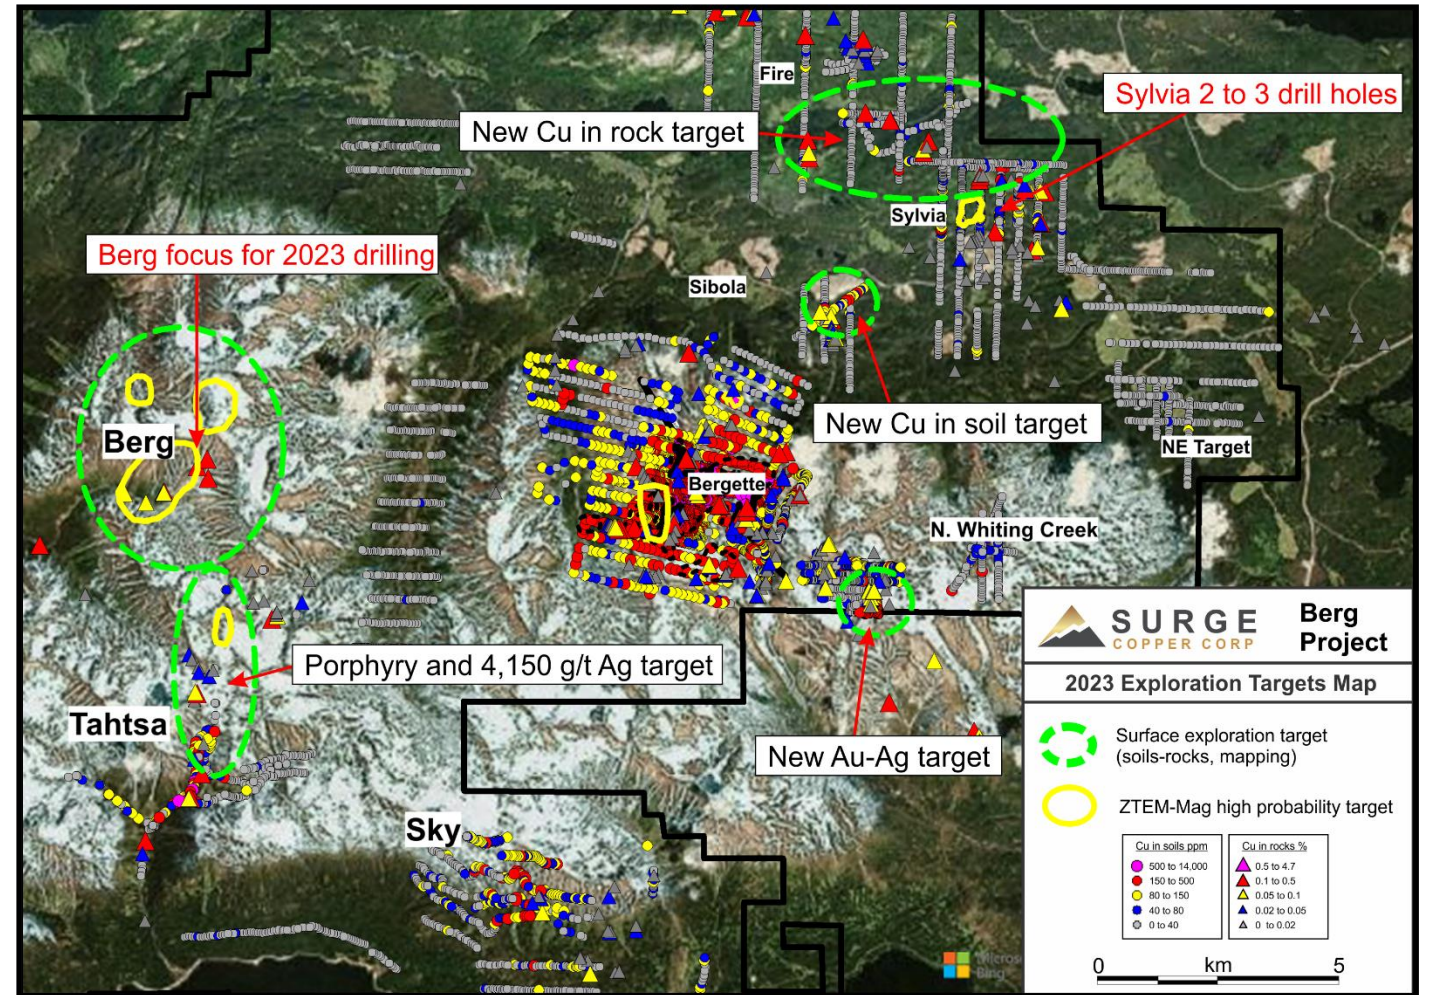 Fire
Sylvia 2 to 3 drill holes
New Cu in rock target
Sylvia
Berg focus for 2023 drilling
Sibola
New Cu in soil target
Berg
NE Target
Bergette
N. Whiting Creek
SURGE
COPPER CORP
Berg
Project
2023 Exploration Targets Map
Porphyry and 4,150 g/t Ag target
Tahtsa
New Au-Ag target
Surface exploration target
(soils-rocks, mapping)
ZTEM-Mag high probability target
Sky
Cu in soils ppm
500 to 14,000
150 to 500
80 to 150
40 to 80
0 to 40
Cu in rocks %
0.5 to 4.7
0.1 to 0.5
0.05 to 0.1
0.02 to 0.05
0 to 0.02
Bing
0 km 5